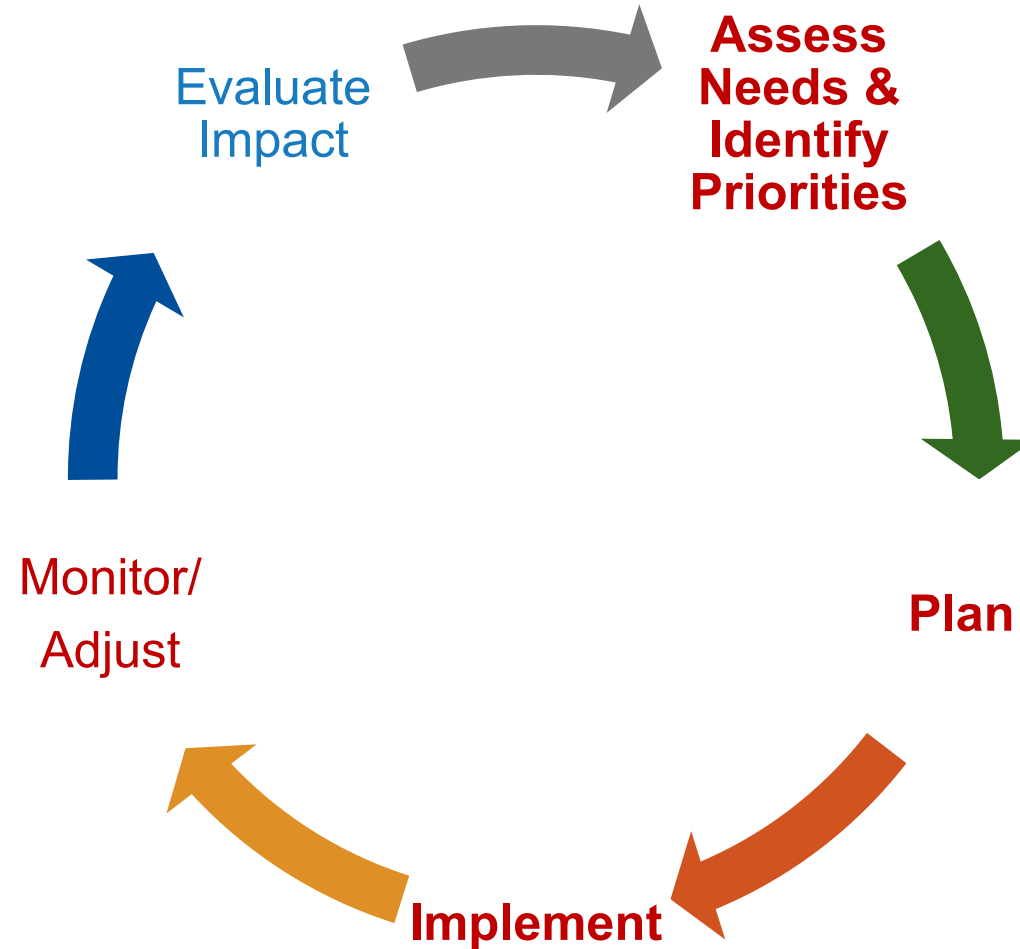 Assess
Needs &
Identify
Priorities
Plan
Implement
Monitor/
Adjust
Evaluate
Impact